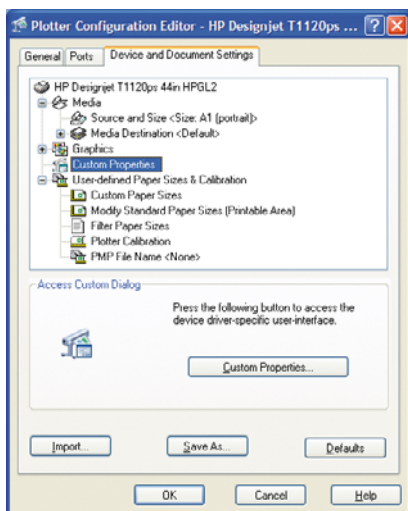 Plotter Configuration Editor - HP Designjet T1120ps ...
General Ports Device and Document Settings
HP Designjet T1120ps 44in HPGL2
Media
Source and Size <Size: A1 (portrait)>
Media Destination <Default>
Graphics
Custom Properties
User-defined Paper Sizes & Calibration
Custom Paper Sizes
Modify Standard Paper Sizes (Printable Area)
Filter Paper Sizes
Plotter Calibration
PMP File Name <None>
Access Custom Dialog
Press the following button to access the
device driver-specific user-interface.
Custom Properties...
Import... Save As... Defaults
OK Cancel Help